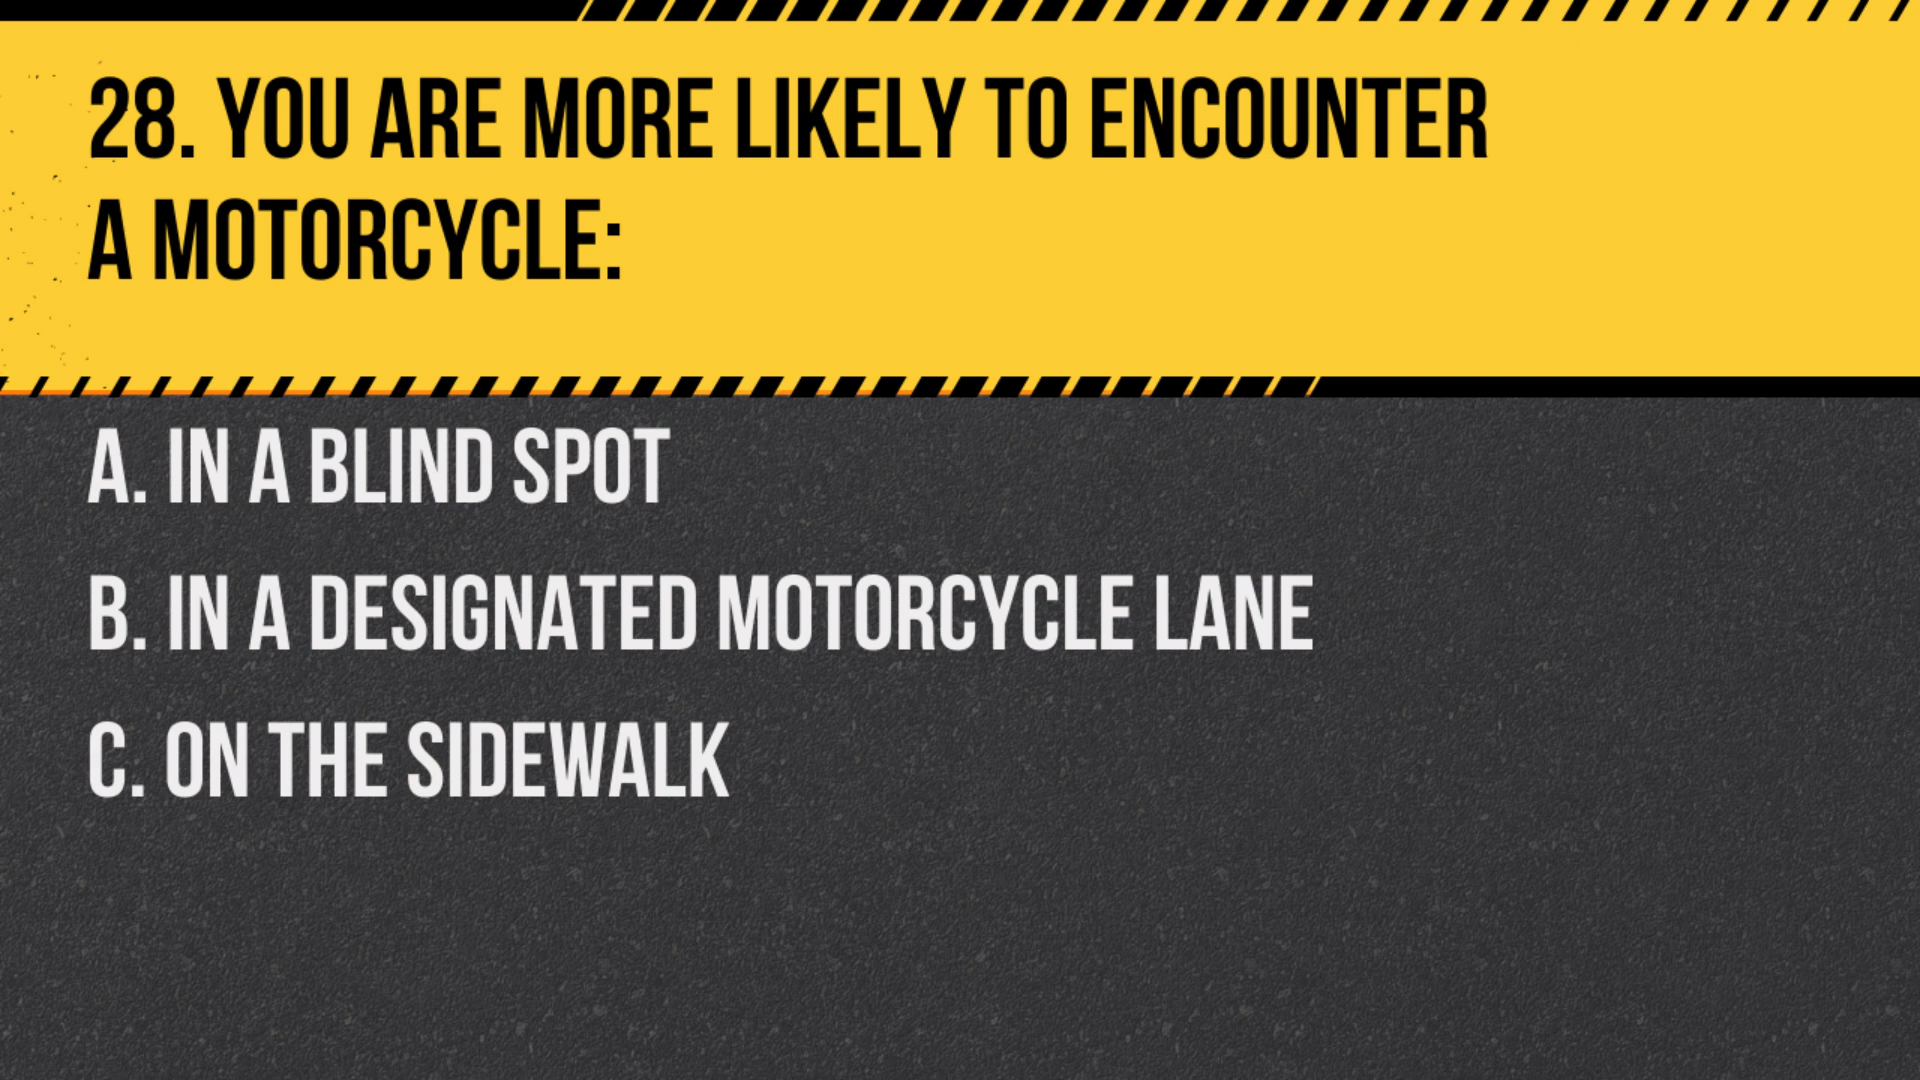 28. YOU ARE MORE LIKELY TO ENCOUNTER
A MOTORCYCLE:
A. IN A BLIND SPOT
B. IN A DESIGNATED MOTORCYCLE LANE
C. ON THE SIDEWALK